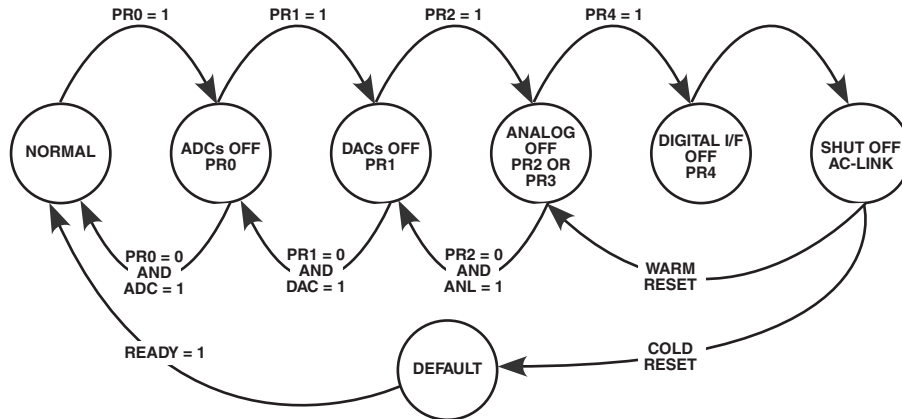 PR0 = 1
PR1 = 1
PR2 = 1
PR4 = 1
NORMAL
ADCs OFF
PR0
DACs OFF
PR1
ANALOG
OFF
PR2 OR
PR3
DIGITAL I/F
OFF
PR4
SHUT OFF
AC-LINK
PR0 = 0
AND
ADC = 1
PR1 = 0
AND
DAC = 1
PR2 = 0
AND
ANL = 1
WARM
RESET
READY = 1
DEFAULT
COLD
RESET